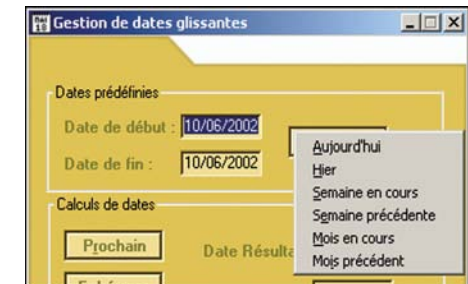 Gestion de dates glissantes
Dates prédéfinies
Date de début : 10/06/2002
Date de fin : 10/06/2002
Aujourd'hui
Hier
Semaine en cours
Semaine précédente
Mois en cours
Mois précédent
Calculs de dates
Prochain
Date Résulta